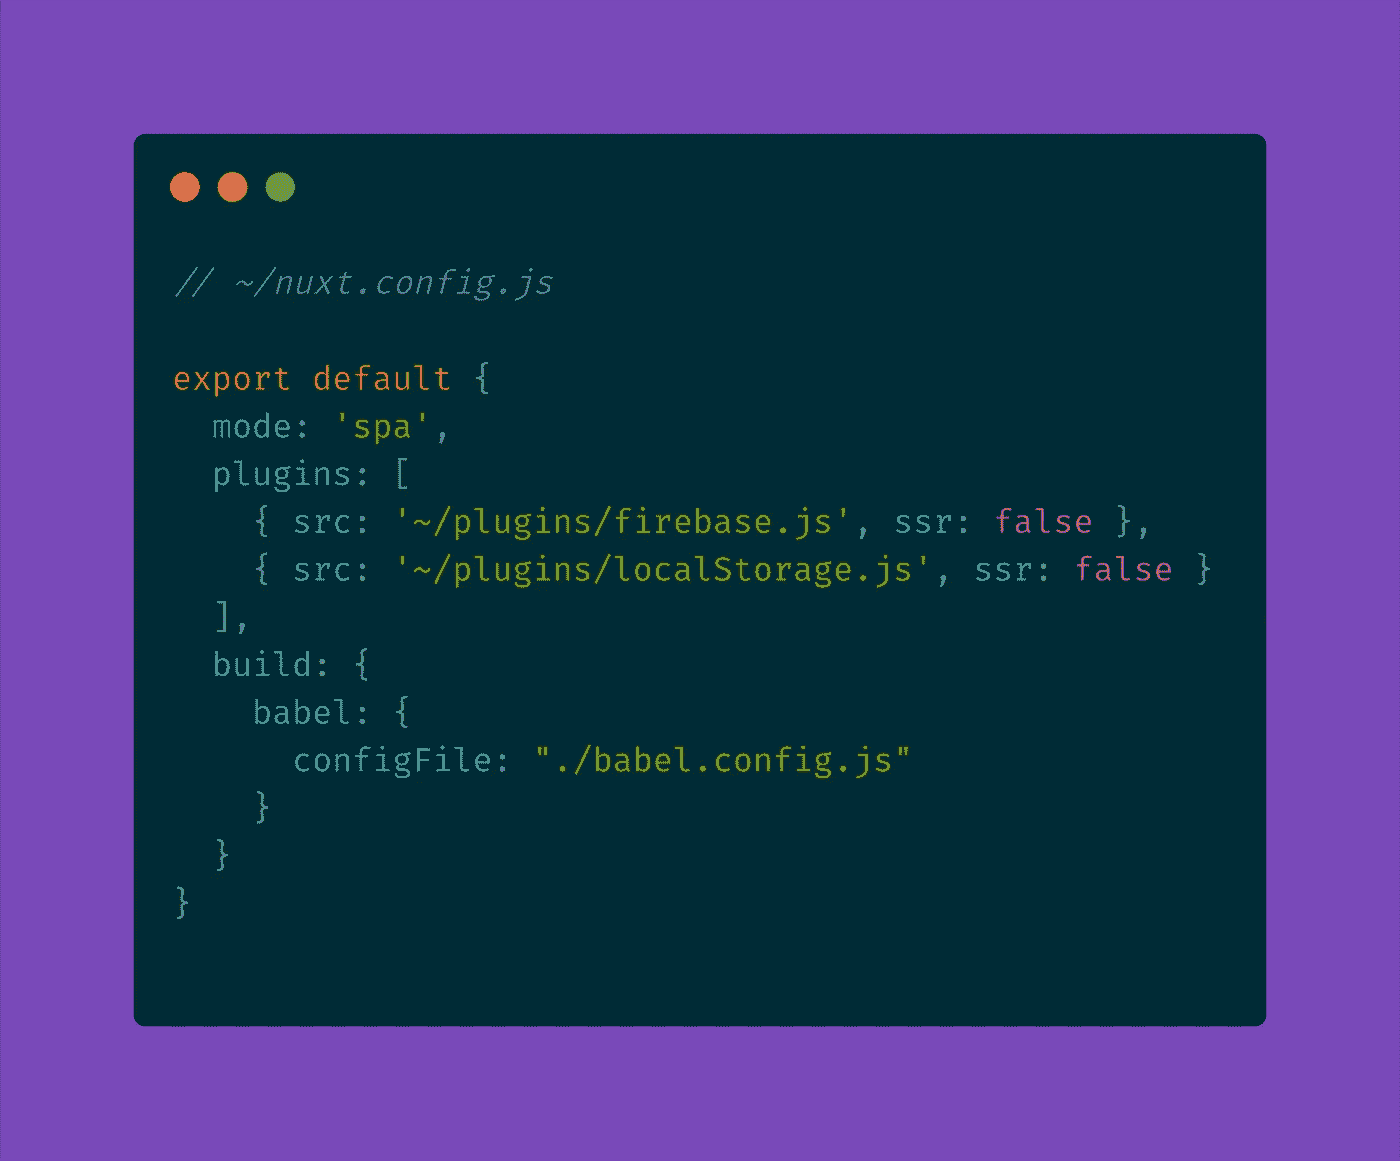 // ~/nuxt.config.js
export default {
  mode: 'spa',
  plugins: [
    { src: '~/plugins/firebase.js', ssr: false },
    { src: '~/plugins/localStorage.js', ssr: false }
  ],
  build: {
    babel: {
      configFile: "./babel.config.js"
    }
  }
}